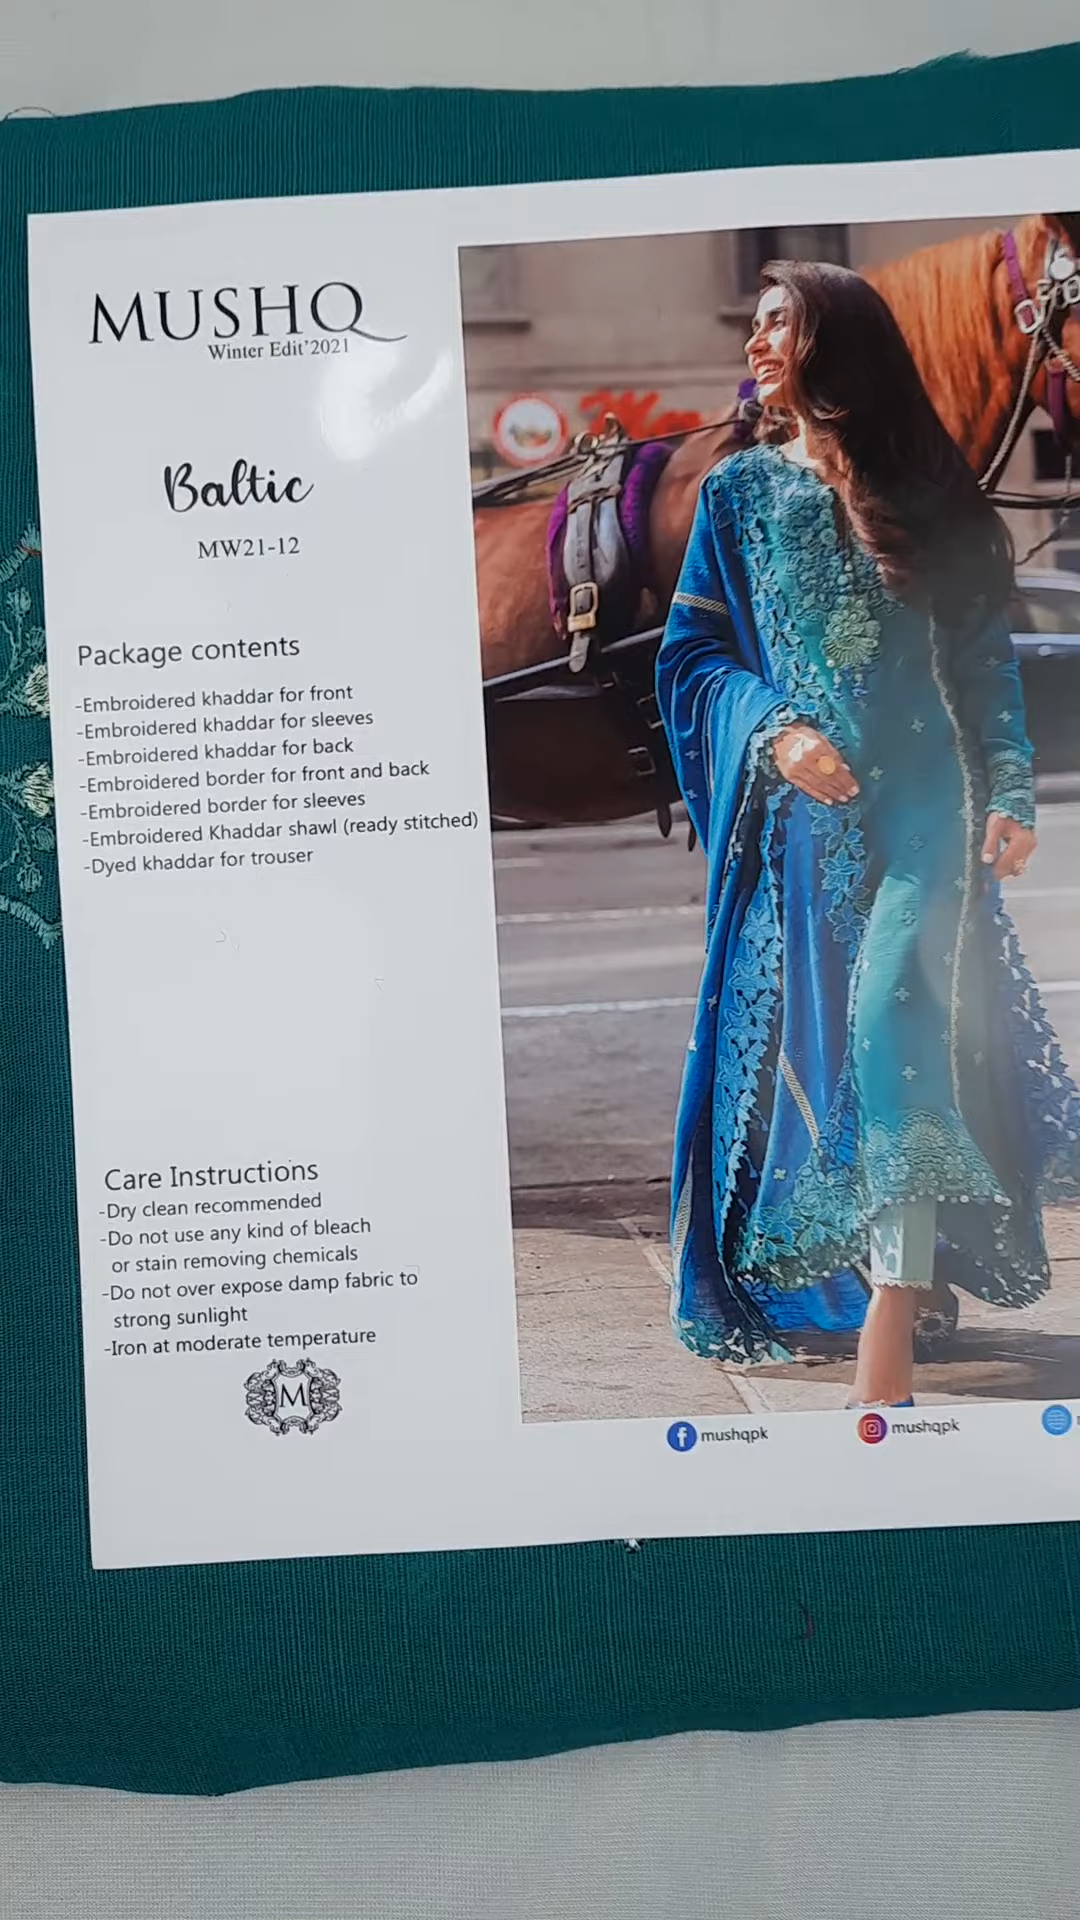 MUSHQ
Winter Edit'2021
Baltic
MW21-12
Package contents
-Embroidered khaddar for front
-Embroidered khaddar for sleeves
-Embroidered khaddar for back
-Embroidered border for front and back
-Embroidered border for sleeves
-Embroidered Khaddar shawl (ready stitched)
-Dyed khaddar for trouser
Care Instructions
-Dry clean recommended
-Do not use any kind of bleach
or stain removing chemicals
-Do not over expose damp fabric to
strong sunlight
-Iron at moderate temperature
M
mushqpk
mushqpk